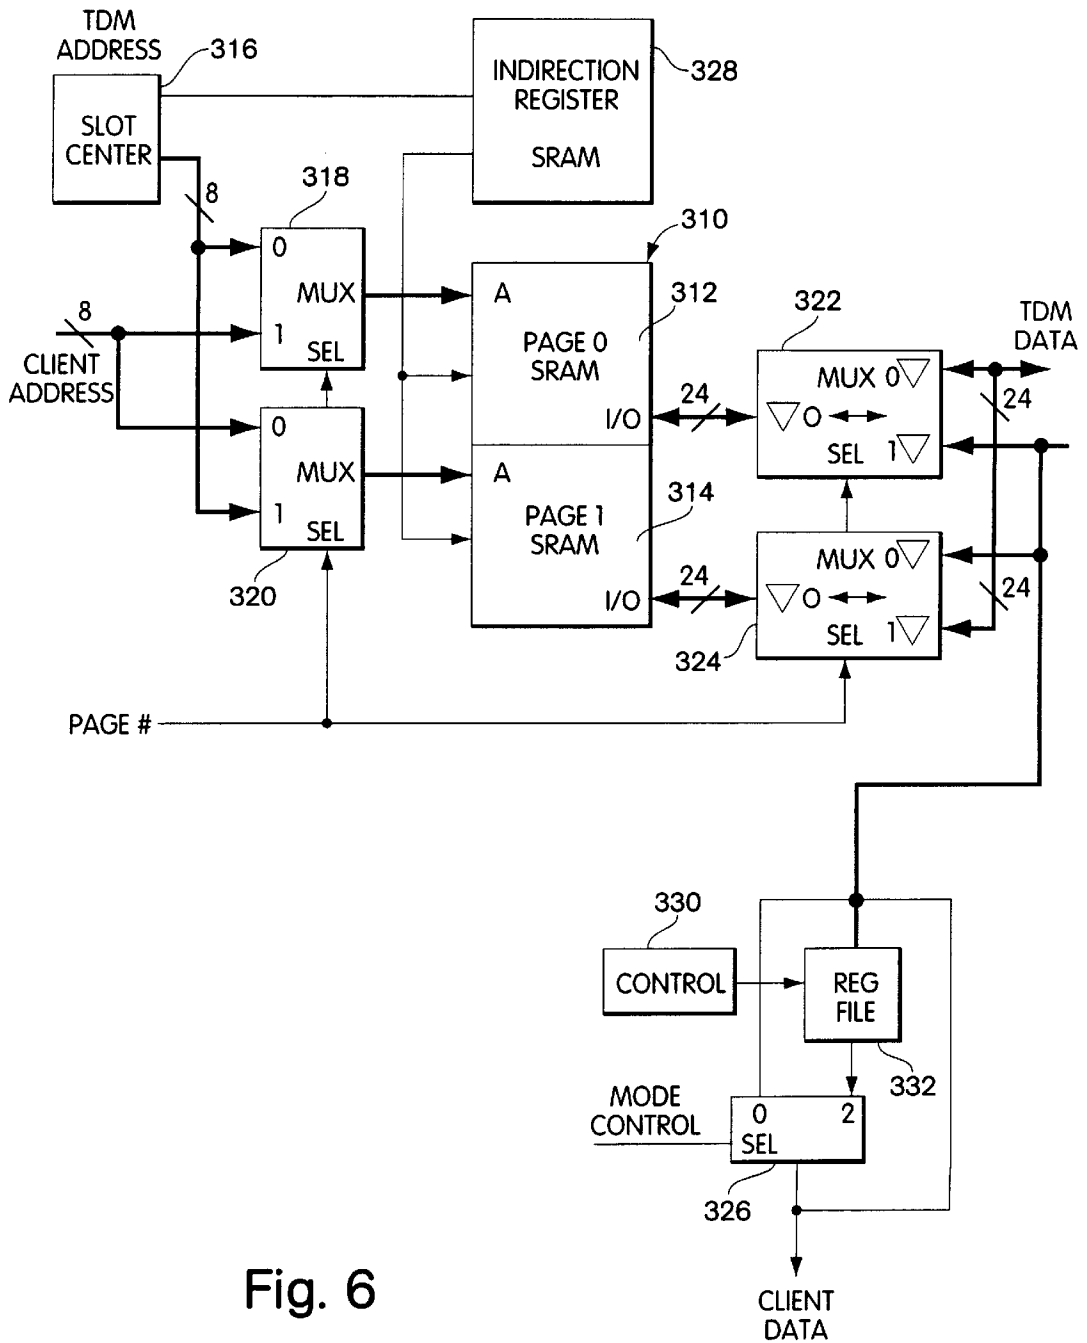 TDM
ADDRESS
316
SLOT
CENTER
INDIRECTION
REGISTER
SRAM
328
8
318
0
MUX
1
SEL
8
CLIENT
ADDRESS
0
MUX
1
SEL
320
310
A
PAGE 0
SRAM
312
I/O
A
PAGE 1
SRAM
314
I/O
24
24
322
MUX 0
0
SEL 1
TDM
DATA
24
MUX 0
0
SEL 1
24
324
PAGE #
330
CONTROL
REG
FILE
332
MODE
CONTROL
0 2
SEL
326
CLIENT
DATA
Fig. 6